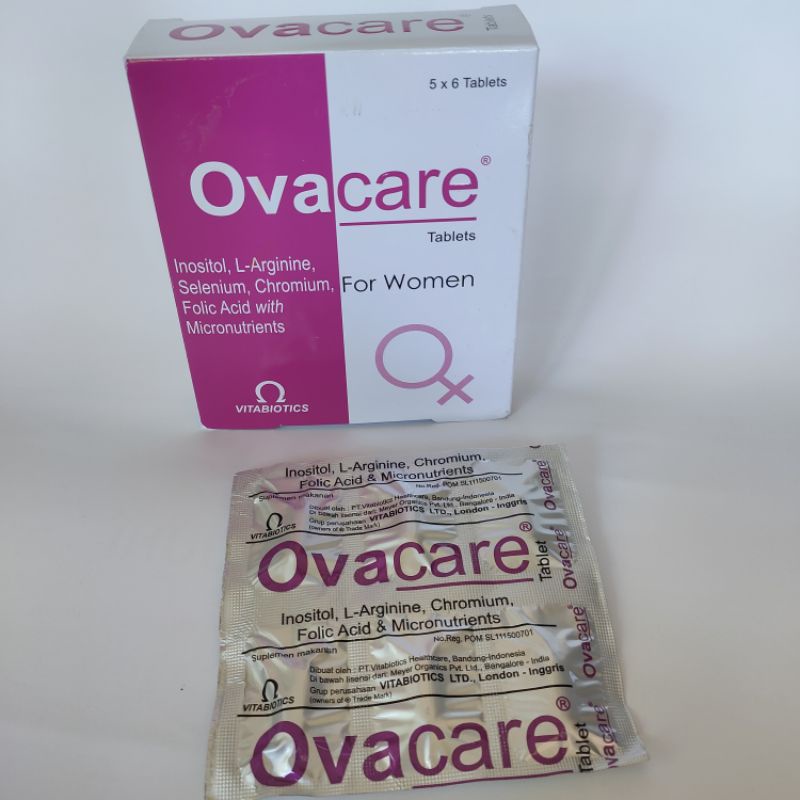 Ovacare
Tablets
5 x 6 Tablets
Ovacare®
Tablets
Inositol, L-Arginine,
Selenium, Chromium,
Folic Acid with
Micronutrients
For Women
VITABIOTICS
Inositol, L-Arginine, Chromium,
Folic Acid & Micronutrients
No.Reg. POM SL111500701
Suplemen makanan
Dibuat oleh : PT.Vitabiotics Healthcare, Bandung-Indonesia
Di bawah lisensi dari: Meyer Organics Pvt. Ltd., Bangalore - India
Grup perusahaan VITABIOTICS LTD., London - Inggris
(owners of ® Trade Mark)
VITABIOTICS
Ovacare®
Tablet
Ovacare®
Ovacare
Inositol, L-Arginine, Chromium,
Folic Acid & Micronutrients
No.Reg. POM SL111500701
Suplemen makanan
Dibuat oleh : PT.Vitabiotics Healthcare, Bandung-Indonesia
Di bawah lisensi dari: Meyer Organics Pvt. Ltd., Bangalore - India
Grup perusahaan VITABIOTICS LTD., London - Inggris
(owners of ® Trade Mark)
VITABIOTICS
Ovacare®
Tablet
Ovacare®
vacare®